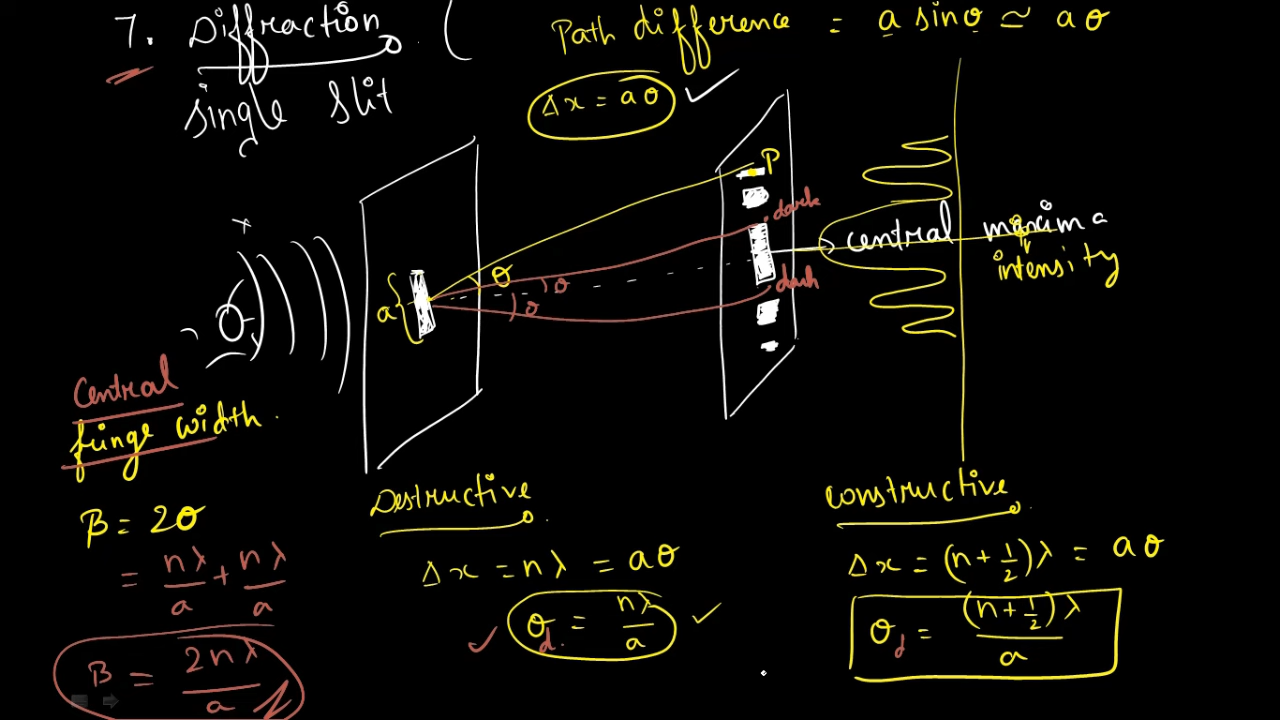 7. Diffraction (
single slit
Path difference = a sinθ ≃ aθ
Δx = aθ ✓
P
dark
θ
θ
θ
a{
dark
central maxima
intensity
Central
fringe width.
β = 2θ
= nλ/a + nλ/a
β = 2nλ/a
Destructive
Δx = nλ = aθ
✓ θd = nλ/a ✓
Constructive
Δx = (n + 1/2)λ = aθ
θd = (n + 1/2)λ/a